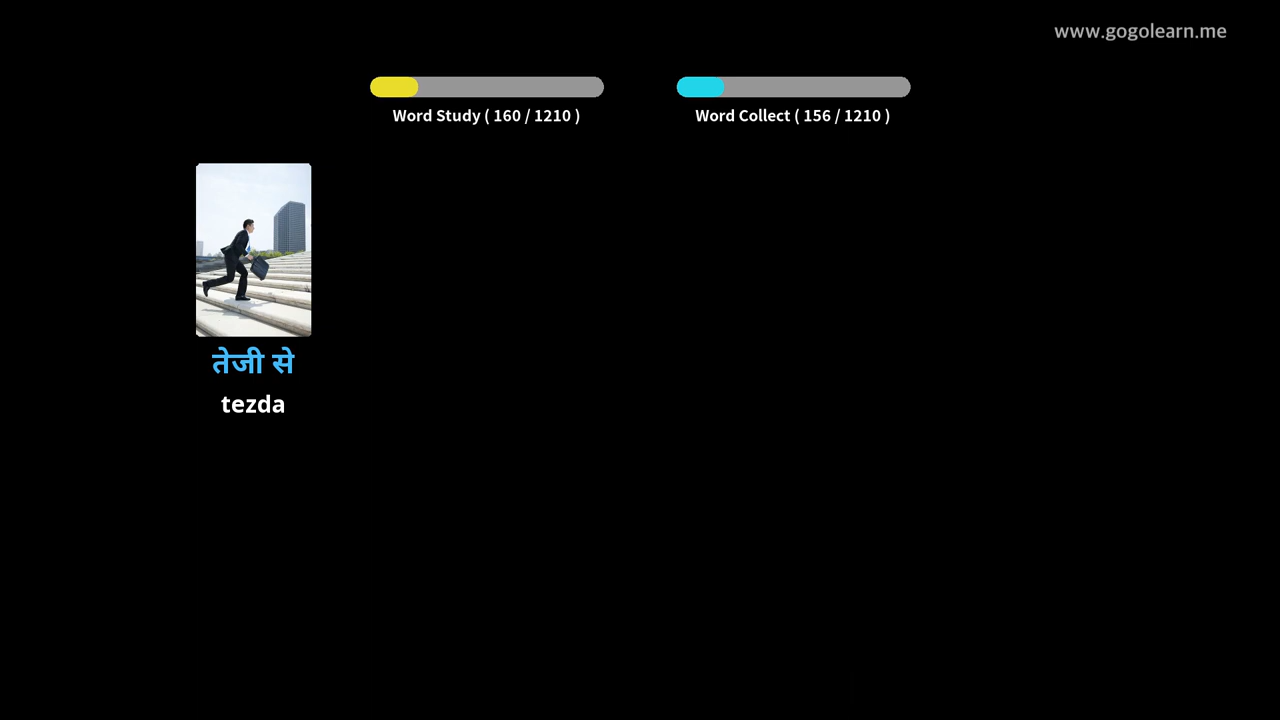 www.gogolearn.me
Word Study ( 160 / 1210 )
Word Collect ( 156 / 1210 )
तेजी से
tezda